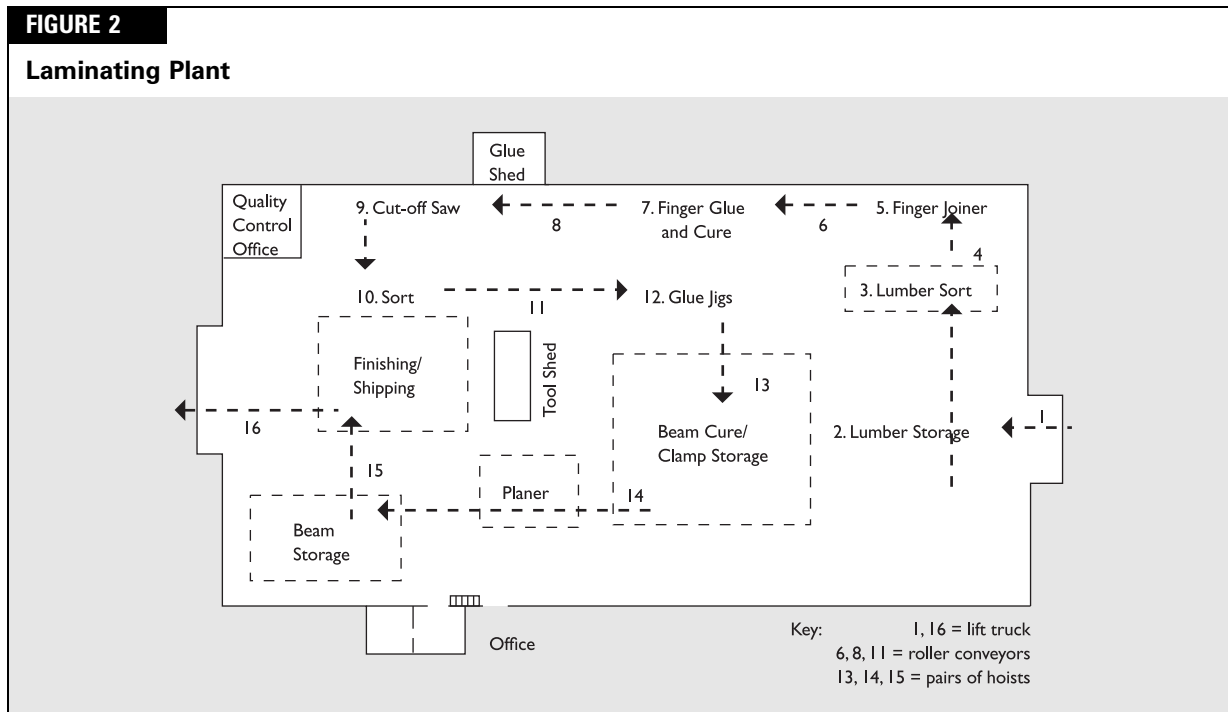 FIGURE 2
Laminating Plant
Glue
Shed
Quality
Control
Office
9. Cut-off Saw
8
7. Finger Glue
and Cure
6
5. Finger Joiner
4
10. Sort
11
12. Glue Jigs
3. Lumber Sort
Finishing/
Shipping
Tool Shed
13
16
Beam Cure/
Clamp Storage
2. Lumber Storage
1
15
Planer
14
Beam
Storage
Office
Key: 1, 16 = lift truck
6, 8, 11 = roller conveyors
13, 14, 15 = pairs of hoists